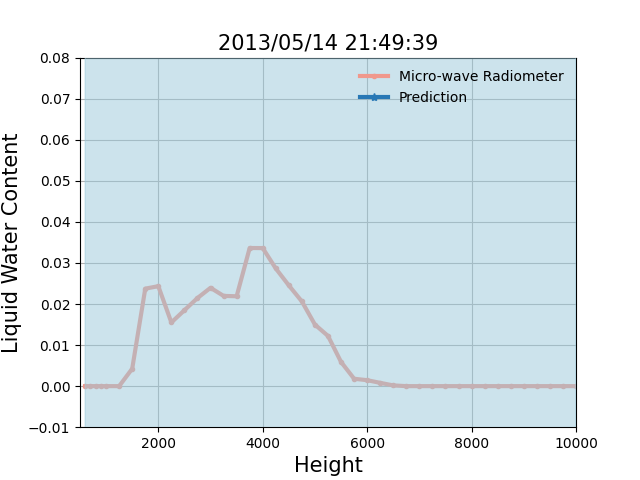 2013/05/14 21:49:39
Micro-wave Radiometer
Prediction
Liquid Water Content
0.08
0.07
0.06
0.05
0.04
0.03
0.02
0.01
0.00
−0.01
2000 4000 6000 8000 10000
Height